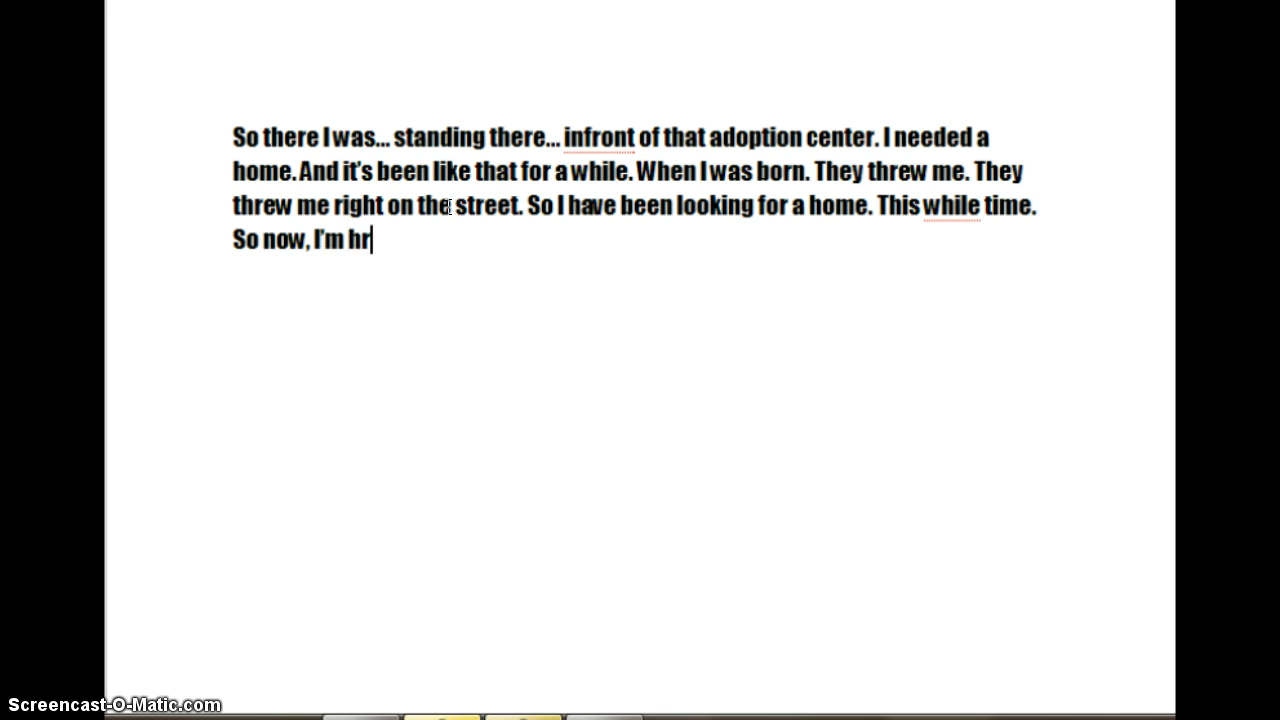 So there I was... standing there... infront of that adoption center. I needed a
home. And it's been like that for a while. When I was born. They threw me. They
threw me right on the street. So I have been looking for a home. This while time.
So now, I'm hr
Screencast-O-Matic.com